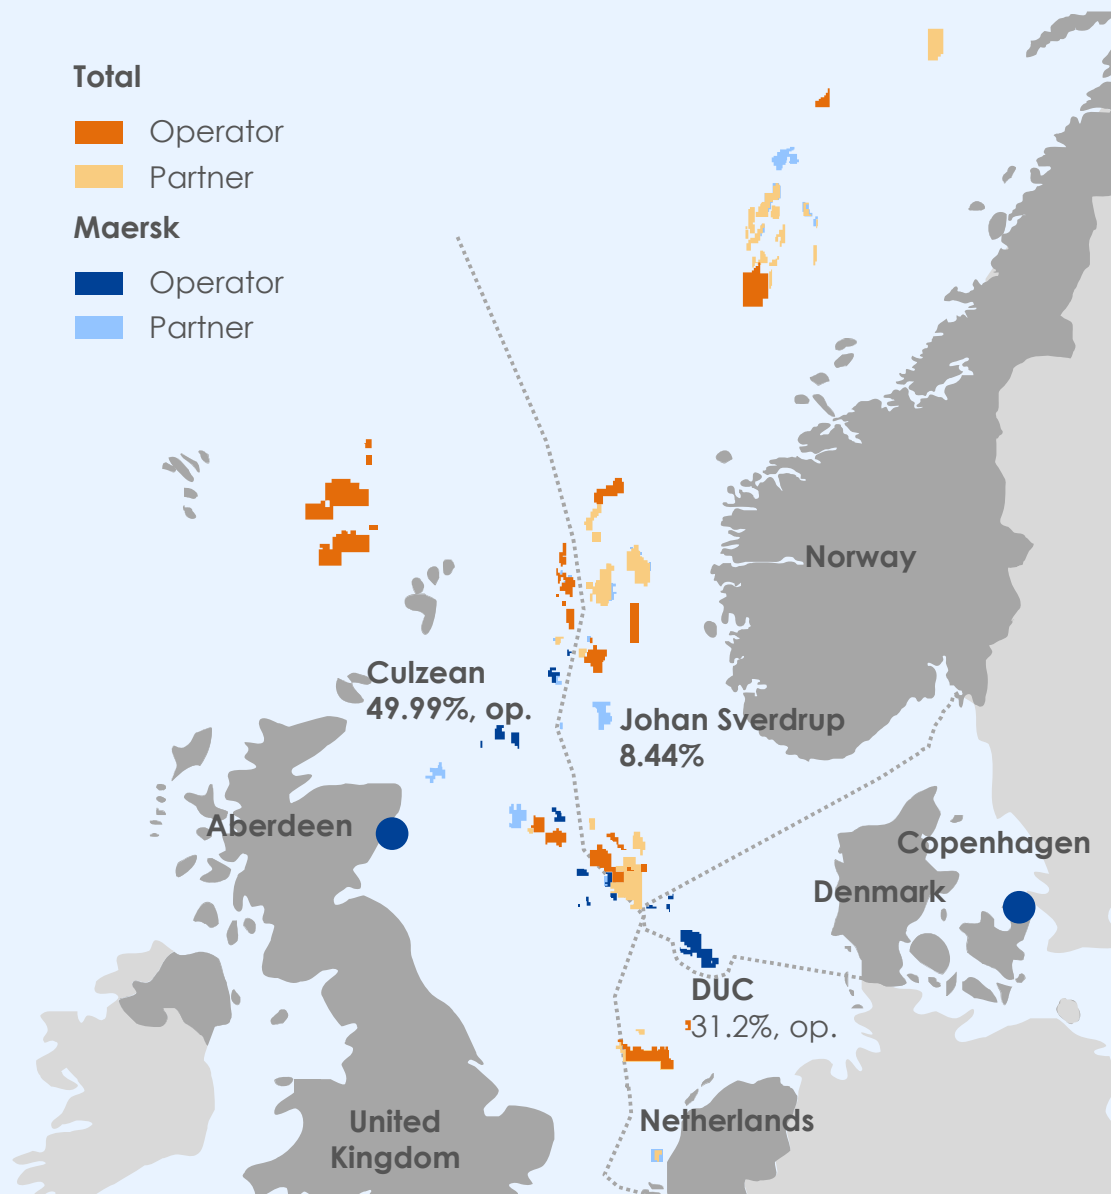 Total
Operator
Partner
Maersk
Operator
Partner
Norway
Culzean
49.99%, op.
Johan Sverdrup
8.44%
Aberdeen
Copenhagen
Denmark
DUC
31.2%, op.
United
Kingdom
Netherlands